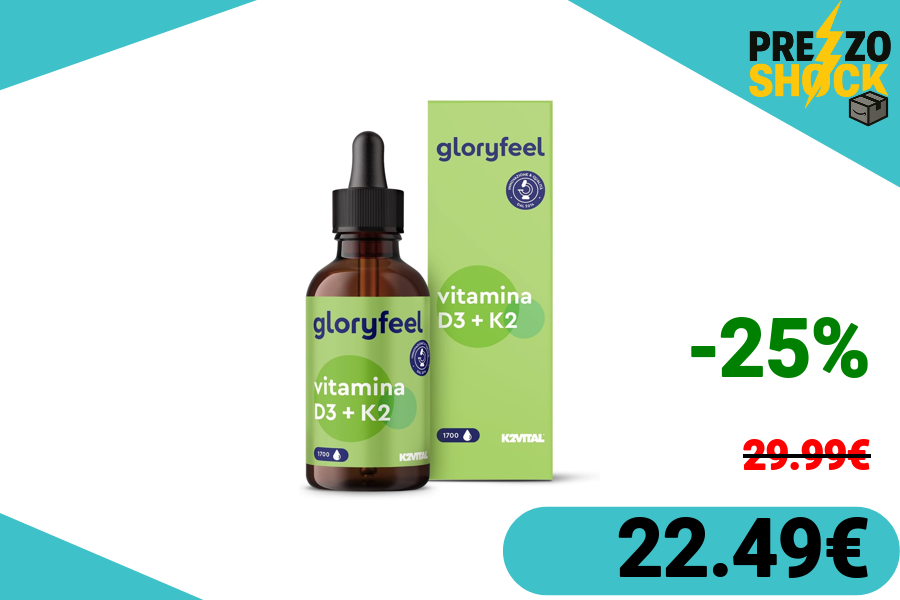 PREZZO
SHOCK
gloryfeel
vitamina
D3 + K2
1700
K2VITAL
gloryfeel
vitamina
D3 + K2
1700
K2VITAL
-25%
29.99€
22.49€